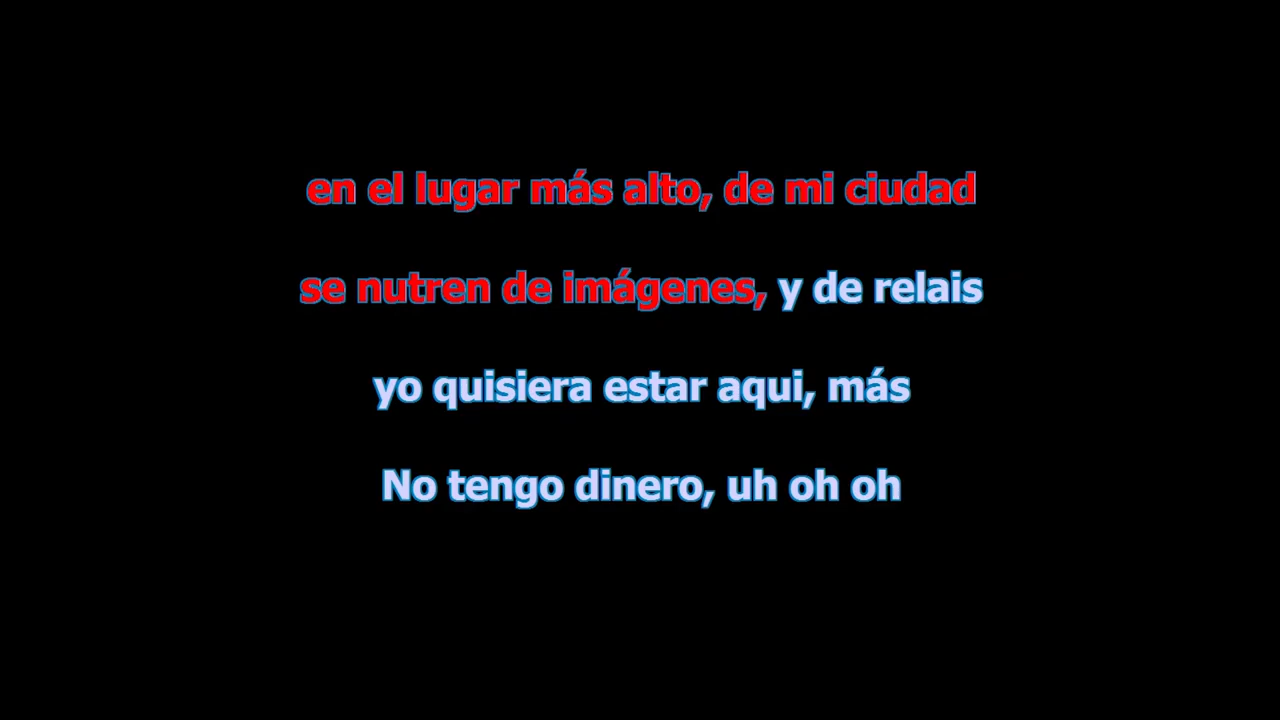 en el lugar más alto, de mi ciudad
se nutren de imágenes, y de relais
yo quisiera estar aqui, más
No tengo dinero, uh oh oh